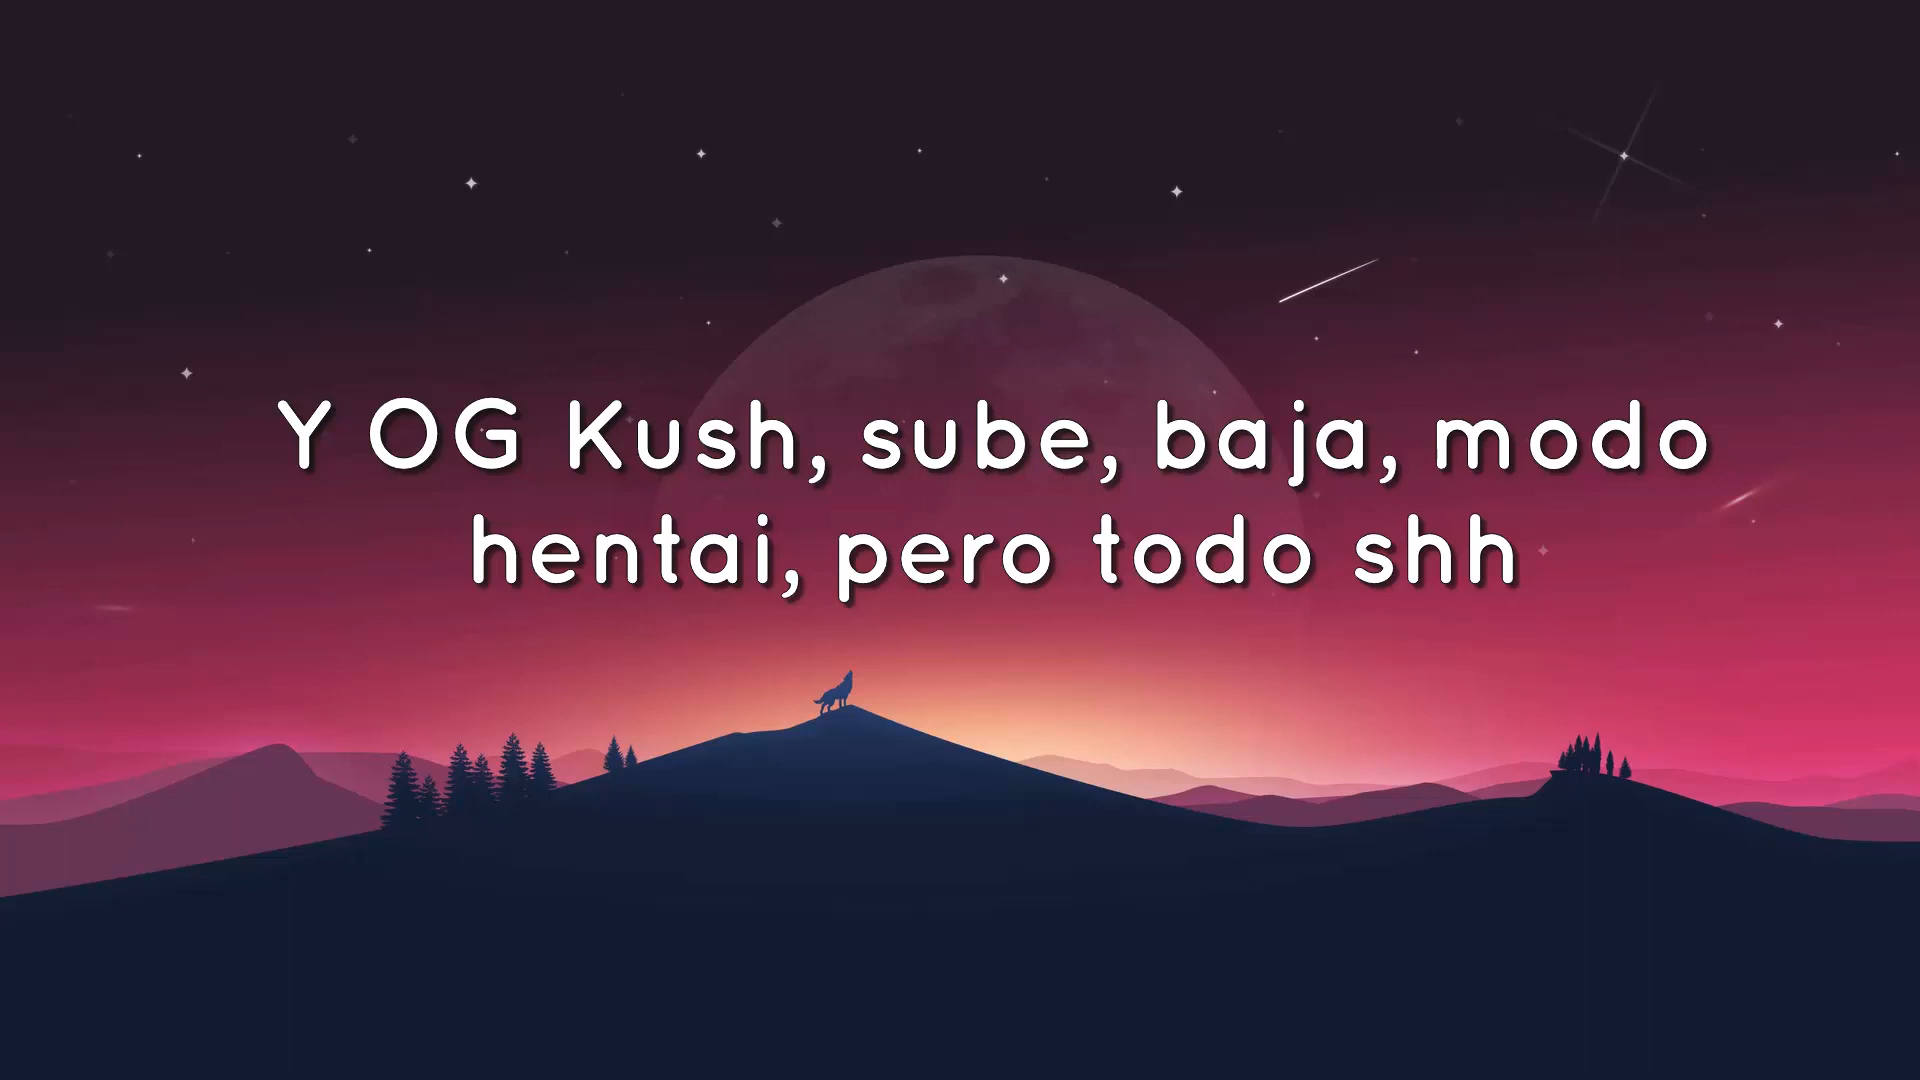 Y OG Kush, sube, baja, modo
hentai, pero todo shh